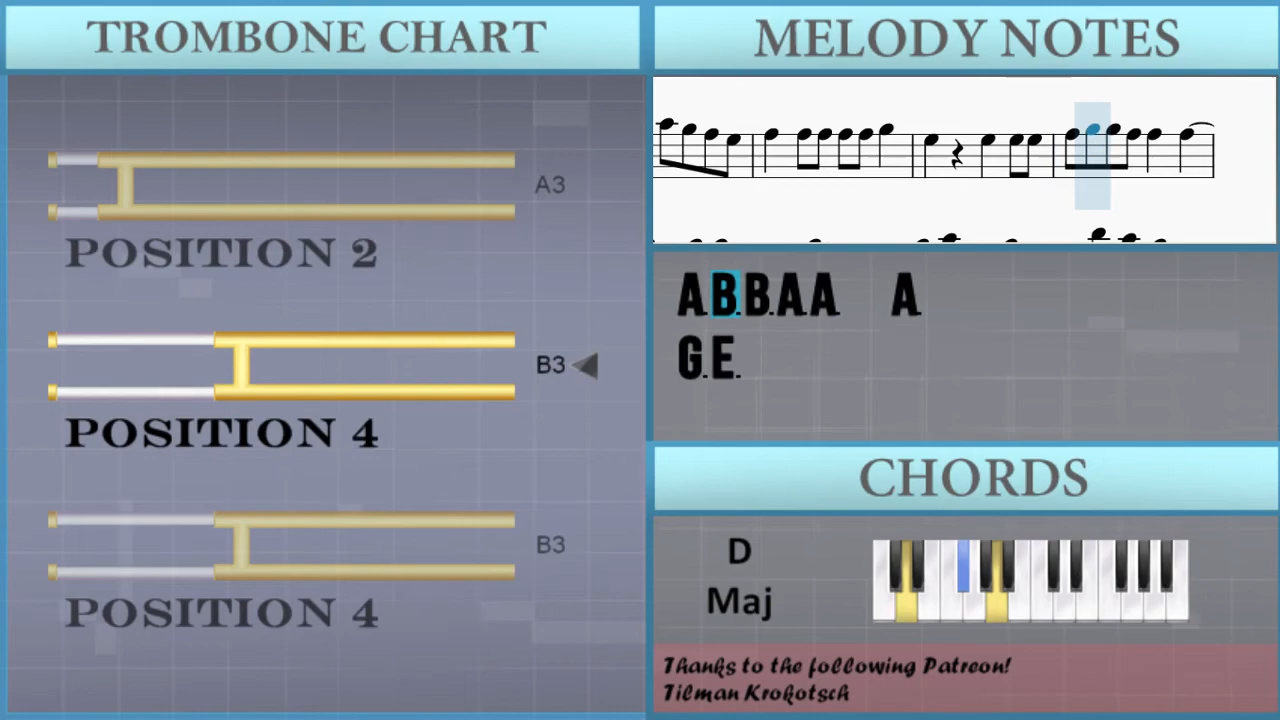 TROMBONE CHART
A3
POSITION 2
B3
POSITION 4
B3
POSITION 4
MELODY NOTES
A.B.B.A.A. A.
G.E.
CHORDS
D
Maj
Thanks to the following Patreon!
Tilman Krokotsch